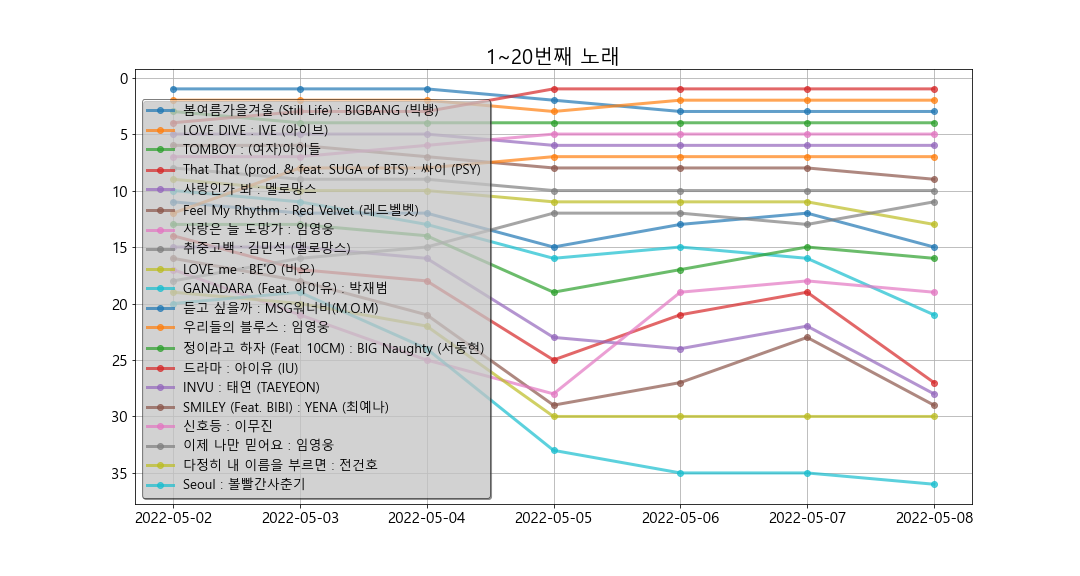 1~20번째 노래
0
5
10
15
20
25
30
35
봄여름가을겨울 (Still Life) : BIGBANG (빅뱅)
LOVE DIVE : IVE (아이브)
TOMBOY : (여자)아이들
That That (prod. & feat. SUGA of BTS) : 싸이 (PSY)
사랑인가 봐 : 멜로망스
Feel My Rhythm : Red Velvet (레드벨벳)
사랑은 늘 도망가 : 임영웅
취중고백 : 김민석 (멜로망스)
LOVE me : BE'O (비오)
GANADARA (Feat. 아이유) : 박재범
듣고 싶을까 : MSG워너비(M.O.M)
우리들의 블루스 : 임영웅
정이라고 하자 (Feat. 10CM) : BIG Naughty (서동현)
드라마 : 아이유 (IU)
INVU : 태연 (TAEYEON)
SMILEY (Feat. BIBI) : YENA (최예나)
신호등 : 이무진
이제 나만 믿어요 : 임영웅
다정히 내 이름을 부르면 : 전건호
Seoul : 볼빨간사춘기
2022-05-02 2022-05-03 2022-05-04 2022-05-05 2022-05-06 2022-05-07 2022-05-08